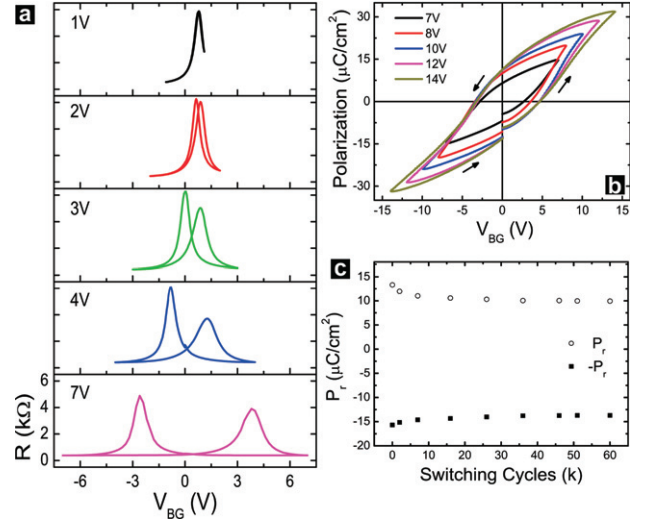 a
1V
2V
3V
4V
7V
6
4
2
0
R (kΩ)
-6 -3 0 3 6
V_BG (V)
7V
8V
10V
12V
14V
30
15
0
-15
-30
Polarization (μC/cm²)
-15 -10 -5 0 5 10 15
V_BG (V)
b
c
15
10
5
0
-5
-10
-15
-20
P_r (μC/cm²)
P_r
-P_r
0 10 20 30 40 50 60
Switching Cycles (k)